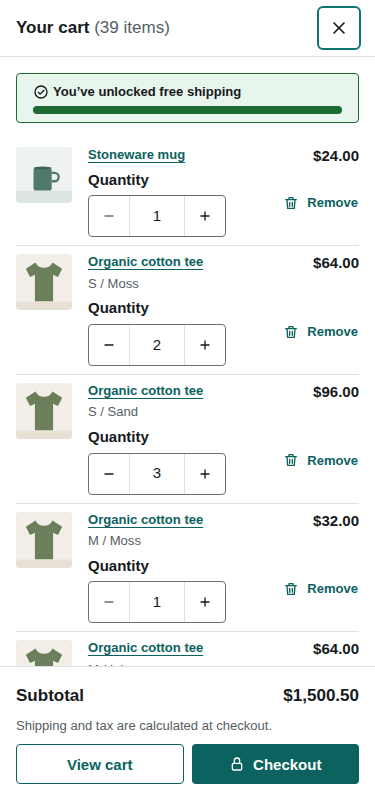 Your cart (39 items)
You've unlocked free shipping
Stoneware mug
$24.00
Quantity
1
Remove
Organic cotton tee
$64.00
S / Moss
Quantity
2
Remove
Organic cotton tee
$96.00
S / Sand
Quantity
3
Remove
Organic cotton tee
$32.00
M / Moss
Quantity
1
Remove
Organic cotton tee
$64.00
Subtotal
$1,500.50
Shipping and tax are calculated at checkout.
View cart
Checkout